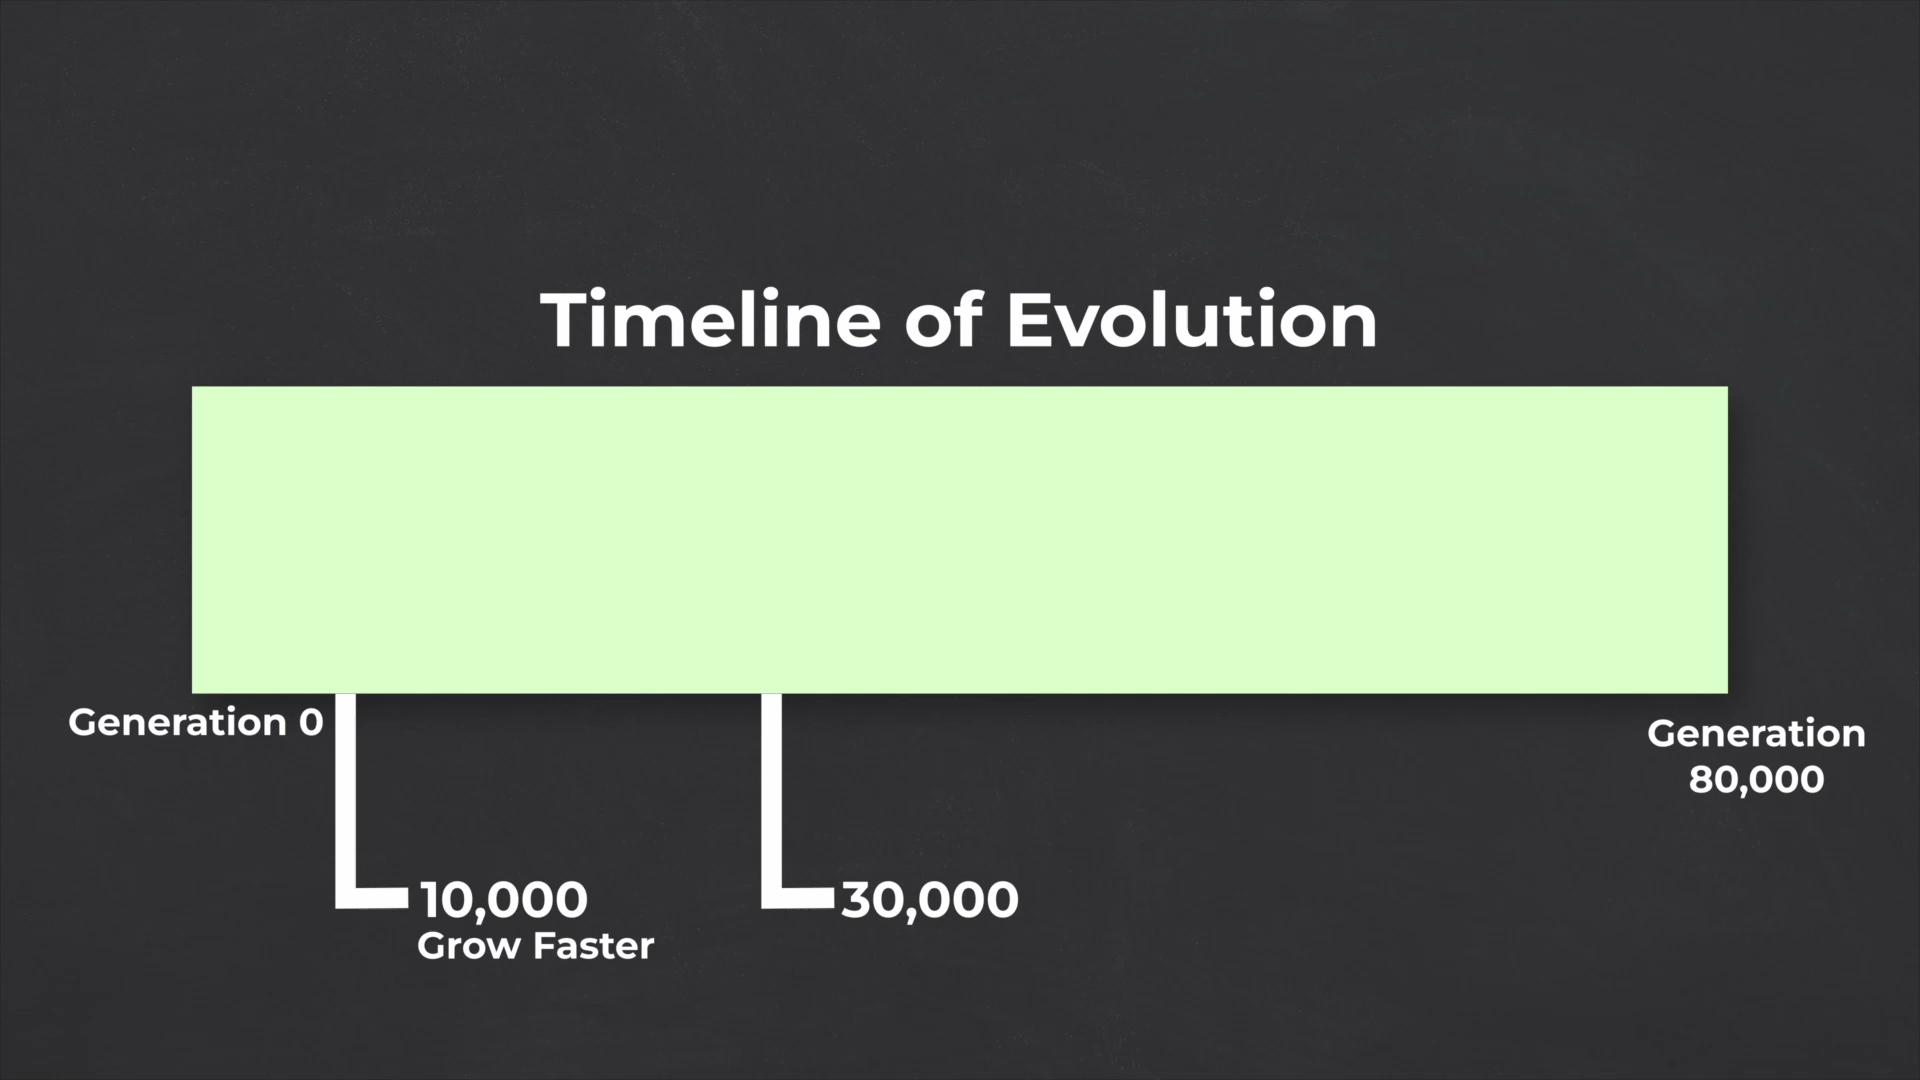 Timeline of Evolution
Generation 0
Generation
80,000
10,000
Grow Faster
30,000